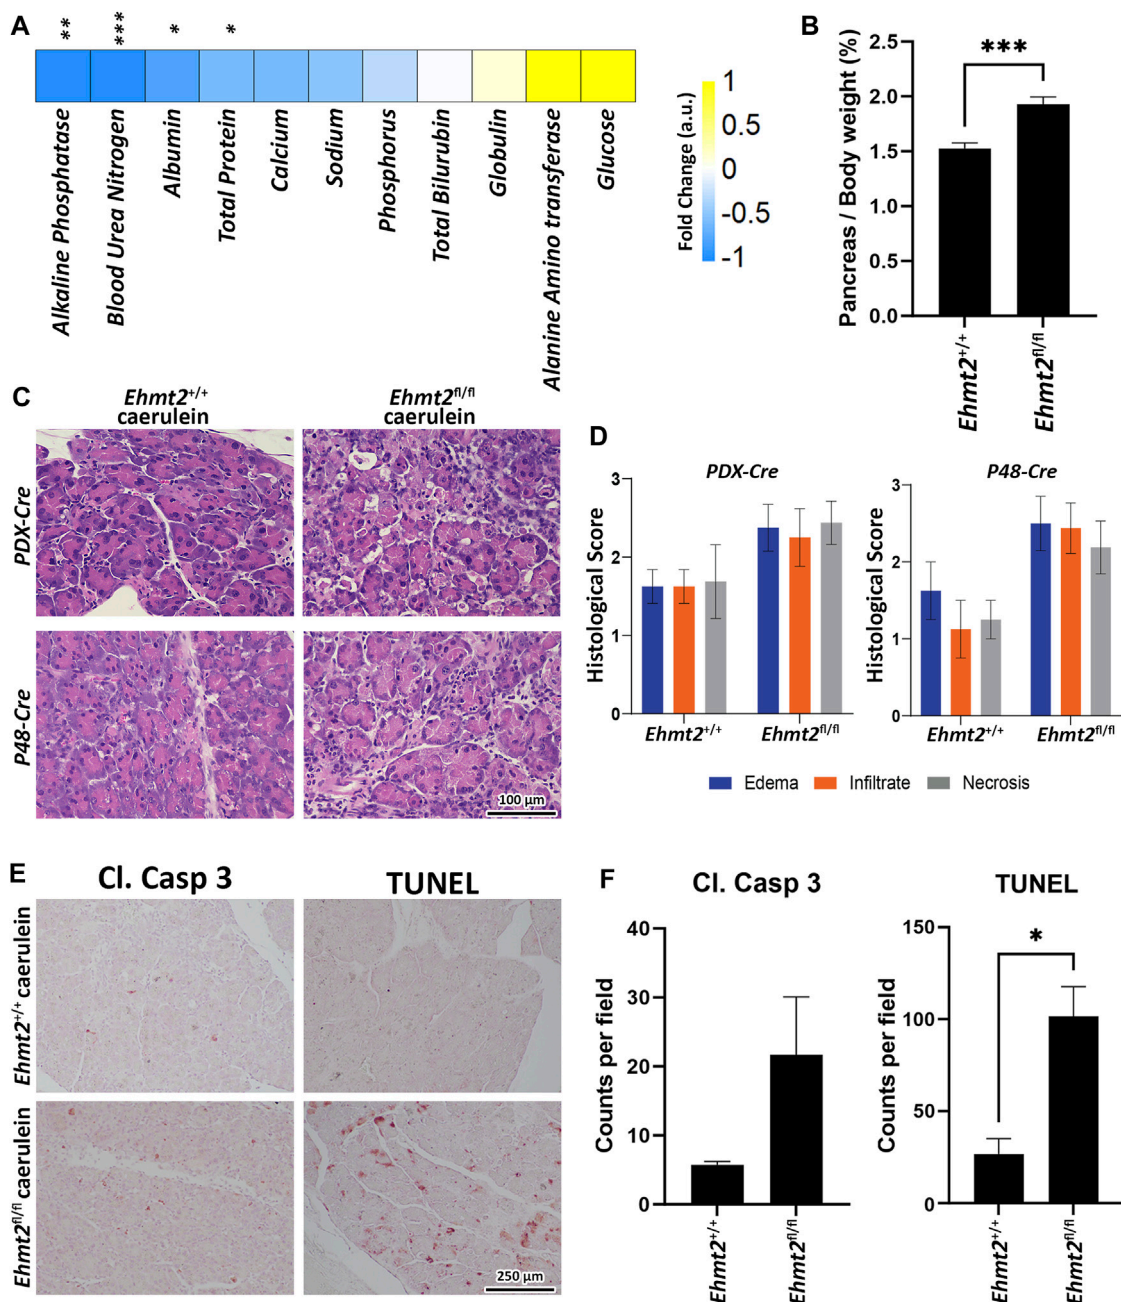 A
** *** * *
Alkaline Phosphatase
Blood Urea Nitrogen
Albumin
Total Protein
Calcium
Sodium
Phosphorus
Total Bilurubin
Globulin
Alanine Amino transferase
Glucose
Fold Change (a.u.)
1
0.5
0
-0.5
-1
B
Pancreas / Body weight (%)
2.5
2.0
1.5
1.0
0.5
0.0
***
Ehmt2+/+
Ehmt2fl/fl
C
Ehmt2+/+
caerulein
Ehmt2fl/fl
caerulein
PDX-Cre
P48-Cre
100 µm
D
PDX-Cre
Histological Score
3
2
1
0
Ehmt2+/+
Ehmt2fl/fl
P48-Cre
Histological Score
3
2
1
0
Ehmt2+/+
Ehmt2fl/fl
Edema
Infiltrate
Necrosis
E
Cl. Casp 3
TUNEL
Ehmt2+/+ caerulein
Ehmt2fl/fl caerulein
250 µm
F
Cl. Casp 3
Counts per field
40
30
20
10
0
Ehmt2+/+
Ehmt2fl/fl
TUNEL
Counts per field
150
100
50
0
*
Ehmt2+/+
Ehmt2fl/fl